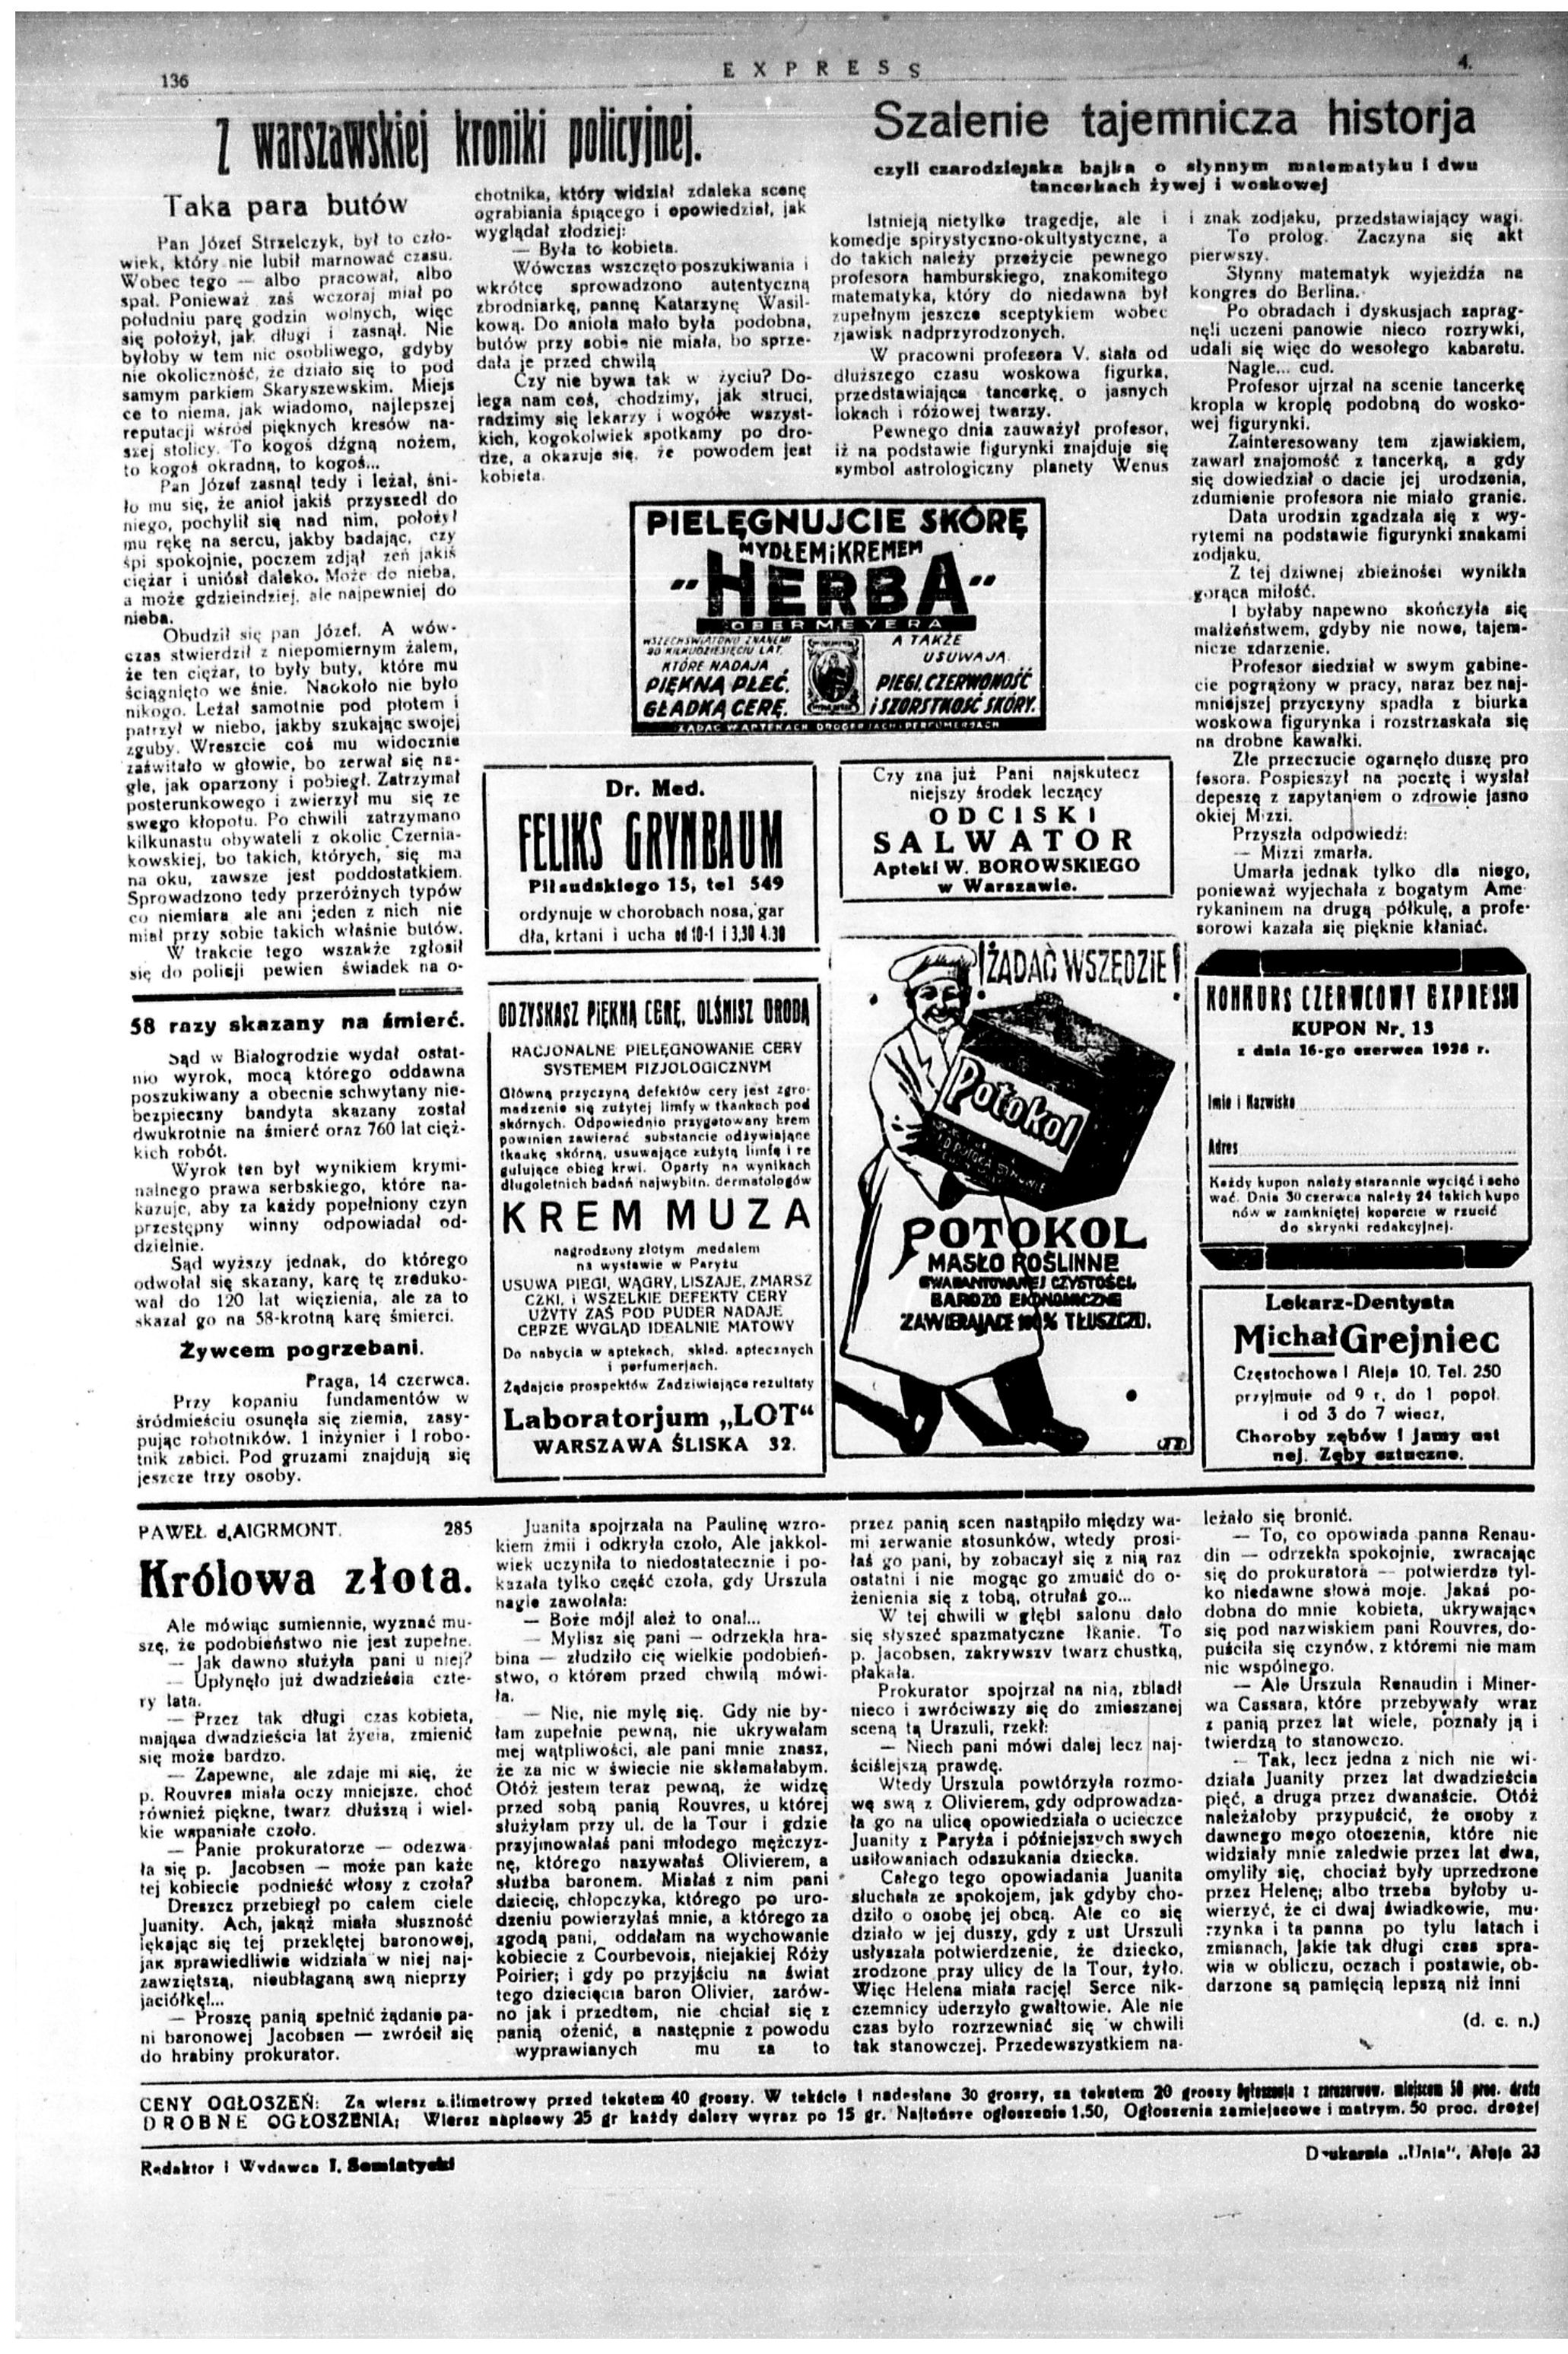 136
EXPRESS
4.
Z warszawskiej kroniki policyjnej.
Taka para butów
Pan Józef Strzelczyk, był to czło-
wiek, który nie lubił marnować czasu.
Wobec tego — albo pracował, albo
spał. Ponieważ zaś wczoraj miał po
południu parę godzin wolnych, więc
się położył, jak długi i zasnął. Nie
byłoby w tem nic osobliwego, gdyby
nie okoliczność, że działo się to pod
samym parkiem Skaryszewskim. Miejs
ce to niema, jak wiadomo, najlepszej
reputacji wśród pięknych kresów na-
szej stolicy. To kogoś dźgną nożem,
to kogoś okradną, to kogoś...
Pan Józef zasnął tedy i leżał, śni-
ło mu się, że anioł jakiś przyszedł do
niego, pochylił się nad nim, położył
mu rękę na sercu, jakby badając, czy
śpi spokojnie, poczem zdjął zeń jakiś
ciężar i uniósł daleko. Może do nieba,
a może gdzieindziej, ale najpewniej do
nieba.
Obudził się pan Józef. A wów-
czas stwierdził z niepomiernym żalem,
że ten ciężar, to były buty, które mu
ściągnięto we śnie. Naokoło nie było
nikogo. Leżał samotnie pod płotem i
patrzył w niebo, jakby szukając swojej
zguby. Wreszcie coś mu widocznie
zaświtało w głowie, bo zerwał się na-
gle, jak oparzony i pobiegł. Zatrzymał
posterunkowego i zwierzył mu się ze
swego kłopotu. Po chwili zatrzymano
kilkunastu obywateli z okolic Czernia-
kowskiej, bo takich, których, się ma
na oku, zawsze jest poddostatkiem.
Sprowadzono tedy przeróżnych typów
co niemiara ale ani jeden z nich nie
miał przy sobie takich właśnie butów.
W trakcie tego wszakże zgłosił
się do policji pewien świadek na o-
chotnika, który widział zdaleka scenę
ograbiania śpiącego i opowiedział, jak
wyglądał złodziej:
— Była to kobieta.
Wówczas wszczęto poszukiwania i
wkrótce sprowadzono autentyczną
zbrodniarkę, pannę Katarzynę Wasil-
kową. Do anioła mało była podobna,
butów przy sobie nie miała, bo sprze-
dała je przed chwilą
Czy nie bywa tak w życiu? Do-
lega nam coś, chodzimy, jak struci,
radzimy się lekarzy i wogóle wszyst-
kich, kogokolwiek spotkamy po dro-
dze, a okazuje się, że powodem jest
kobieta.
58 razy skazany na śmierć.
Sąd w Białogrodzie wydał ostat-
nio wyrok, mocą którego oddawna
poszukiwany a obecnie schwytany nie-
bezpieczny bandyta skazany został
dwukrotnie na śmierć oraz 760 lat cięż-
kich robót.
Wyrok ten był wynikiem krymi-
nalnego prawa serbskiego, które na-
kazuje, aby za każdy popełniony czyn
przestępny winny odpowiadał od-
dzielnie.
Sąd wyższy jednak, do którego
odwołał się skazany, karę tę zreduko-
wał do 120 lat więzienia, ale za to
skazał go na 58-krotną karę śmierci.
Żywcem pogrzebani.
Praga, 14 czerwca.
Przy kopaniu fundamentów w
śródmieściu osunęła się ziemia, zasy-
pując robotników. 1 inżynier i 1 robo-
tnik zabici. Pod gruzami znajdują się
jeszcze trzy osoby.
Szalenie tajemnicza historja
czyli czarodziejska bajka o słynnym matematyku i dwu
tancerkach żywej i woskowej
Istnieją nietylko tragedje, ale i
komedje spirystyczno-okultystyczne, a
do takich należy przeżycie pewnego
profesora hamburskiego, znakomitego
matematyka, który do niedawna był
zupełnym jeszcze sceptykiem wobec
zjawisk nadprzyrodzonych.
W pracowni profesora V. stała od
dłuższego czasu woskowa figurka,
przedstawiająca tancerkę, o jasnych
lokach i różowej twarzy.
Pewnego dnia zauważył profesor,
iż na podstawie figurynki znajduje się
symbol astrologiczny planety Wenus
i znak zodjaku, przedstawiający wagi.
To prolog. Zaczyna się akt
pierwszy.
Słynny matematyk wyjeżdża na
kongres do Berlina.
Po obradach i dyskusjach zaprag-
nęli uczeni panowie nieco rozrywki,
udali się więc do wesołego kabaretu.
Nagle... cud.
Profesor ujrzał na scenie tancerkę
kropla w kroplę podobną do wosko-
wej figurynki.
Zainteresowany tem zjawiskiem,
zawarł znajomość z tancerką, a gdy
się dowiedział o dacie jej urodzenia,
zdumienie profesora nie miało granic.
Data urodzin zgadzała się z wy-
rytemi na podstawie figurynki znakami
zodjaku.
Z tej dziwnej zbieżności wynikła
gorąca miłość.
I byłaby napewno skończyła się
małżeństwem, gdyby nie nowe, tajem-
nicze zdarzenie.
Profesor siedział w swym gabine-
cie pogrążony w pracy, naraz bez naj-
mniejszej przyczyny spadła z biurka
woskowa figurynka i rozstrzaskała się
na drobne kawałki.
Złe przeczucie ogarnęło duszę pro
fesora. Pospieszył na pocztę i wysłał
depeszę z zapytaniem o zdrowie jasno
okiej Mizzi.
Przyszła odpowiedź:
— Mizzi zmarła.
Umarła jednak tylko dla niego,
ponieważ wyjechała z bogatym Ame-
rykaninem na drugą półkulę, a profe-
sorowi kazała się pięknie kłaniać.
PIELĘGNUJCIE SKÓRĘ
MYDŁEM i KREMEM
"HERBA"
OBERMEYERA
WSZECHŚWIATOWO ZNANEMI
OD KILKUDZIESIĘCIU LAT,
KTÓRE NADAJĄ
PIĘKNĄ PŁEĆ,
GŁADKĄ CERĘ,
A TAKŻE
USUWAJĄ
PIEGI, CZERWONOŚĆ
i SZORSTKOŚĆ SKÓRY.
ŻĄDAĆ W APTEKACH DROGERJACH i PERFUMERJACH
Dr. Med.
FELIKS GRYNBAUM
Piłsudskiego 15, tel 549
ordynuje w chorobach nosa, gar
dła, krtani i ucha od 10-1 i 3.30 4.30
Czy zna już Pani najskutecz
niejszy środek leczący
ODCISKI
SALWATOR
Apteki W. BOROWSKIEGO
w Warszawie.
ODZYSKASZ PIĘKNĄ CERĘ, OLŚNISZ URODĄ
RACJONALNE PIELĘGNOWANIE CERY
SYSTEMEM FIZJOLOGICZNYM
Główną przyczyną defektów cery jest zgro-
madzenie się zużytej limfy w tkankach pod
skórnych. Odpowiednio przygotowany krem
powinien zawierać substancje odżywiające
tkankę skórną, usuwające zużytą limfę i re
gulujące obieg krwi. Oparty na wynikach
długoletnich badań najwybitn. dermatologów
KREM MUZA
nagrodzony złotym medalem
na wystawie w Paryżu
USUWA PIEGI, WĄGRY, LISZAJE, ZMARSZ
CZKI, i WSZELKIE DEFEKTY CERY
UŻYTY ZAŚ POD PUDER NADAJE
CERZE WYGLĄD IDEALNIE MATOWY
Do nabycia w aptekach, skład. aptecznych
i perfumerjach.
Żądajcie prospektów Zadziwiające rezultaty
Laboratorjum „LOT“
WARSZAWA ŚLISKA 32.
ŻĄDAĆ WSZĘDZIE!
Potokol
POTOKOL
MASŁO ROŚLINNE
GWARANTOWANEJ CZYSTOŚCI.
BARDZO EKONOMICZNE
ZAWIERAJĄCE 100% TŁUSZCZU.
KONKURS CZERWCOWY EXPRESSU
KUPON Nr. 13
z dnia 16-go czerwca 1928 r.
Imię i Nazwisko
Adres
Każdy kupon należy starannie wyciąć i scho
wać. Dnia 30 czerwca należy 24 takich kupo
nów w zamkniętej kopercie wrzucić
do skrynki redakcyjnej.
Lekarz-Dentysta
Michał Grejniec
Częstochowa I Aleja 10. Tel. 250
przyjmuje od 9 r. do 1 popoł.
i od 3 do 7 wiecz.
Choroby zębów i jamy ust
nej. Zęby sztuczne.
PAWEŁ d,AIGRMONT. 285
Królowa złota.
Ale mówiąc sumiennie, wyznać mu-
szę, że podobieństwo nie jest zupełne.
— Jak dawno służyła pani u niej?
— Upłynęło już dwadzieścia czte-
ry lata.
— Przez tak długi czas kobieta,
mająca dwadzieścia lat życia, zmienić
się może bardzo.
— Zapewne, ale zdaje mi się, że
p. Rouvres miała oczy mniejsze, choć
również piękne, twarz dłuższą i wiel-
kie wspaniałe czoło.
— Panie prokuratorze — odezwa
ła się p. Jacobsen — może pan każe
tej kobiecie podnieść włosy z czoła?
Dreszcz przebiegł po całem ciele
Juanity. Ach, jakąż miała słuszność
lękając się tej przeklętej baronowej,
jak sprawiedliwie widziała w niej naj-
zawziętszą, nieubłaganą swą nieprzy
jaciółkę!...
— Proszę panią spełnić żądanie pa-
ni baronowej Jacobsen — zwrócił się
do hrabiny prokurator.
Juanita spojrzała na Paulinę wzro-
kiem żmii i odkryła czoło, Ale jakkol-
wiek uczyniła to niedostatecznie i po-
kazała tylko część czoła, gdy Urszula
nagle zawołała:
— Boże mój! ależ to ona!...
— Mylisz się pani — odrzekła hra-
bina — złudziło cię wielkie podobień-
stwo, o którem przed chwilą mówi-
ła.
— Nic, nie mylę się. Gdy nie by-
łam zupełnie pewną, nie ukrywałam
mej wątpliwości, ale pani mnie znasz,
że za nic w świecie nie skłamałabym.
Otóż jestem teraz pewną, że widzę
przed sobą panią Rouvres, u której
służyłam przy ul. de la Tour i gdzie
przyjmowałaś pani młodego mężczyz-
nę, którego nazywałaś Olivierem, a
służba baronem. Miałaś z nim pani
dziecię, chłopczyka, którego po uro-
dzeniu powierzyłaś mnie, a którego za
zgodą pani, oddałam na wychowanie
kobiecie z Courbevois, niejakiej Róży
Poirier; i gdy po przyjściu na świat
tego dziecięcia baron Olivier, zarów-
no jak i przedtem, nie chciał się z
panią ożenić, a następnie z powodu
wyprawianych mu za to
przez panią scen nastąpiło między wa-
mi zerwanie stosunków, wtedy prosi-
łaś go pani, by zobaczył się z nią raz
ostatni i nie mogąc go zmusić do o-
żenienia się z tobą, otrułaś go...
W tej chwili w głębi salonu dało
się słyszeć spazmatyczne łkanie. To
p. Jacobsen, zakrywszy twarz chustką,
płakała.
Prokurator spojrzał na nią, zbladł
nieco i zwróciwszy się do zmieszanej
sceną tą Urszuli, rzekł:
— Niech pani mówi dalej lecz naj-
ściślejszą prawdę.
Wtedy Urszula powtórzyła rozmo-
wę swą z Olivierem, gdy odprowadza-
ła go na ulicę opowiedziała o ucieczce
Juanity z Paryża i późniejszych swych
usiłowaniach odszukania dziecka.
Całego tego opowiadania Juanita
słuchała ze spokojem, jak gdyby cho-
dziło o osobę jej obcą. Ale co się
działo w jej duszy, gdy z ust Urszuli
usłyszała potwierdzenie, że dziecko,
zrodzone przy ulicy de la Tour, żyło.
Więc Helena miała rację! Serce nik-
czemnicy uderzyło gwałtowie. Ale nie
czas było rozrzewniać się w chwili
tak stanowczej. Przedewszystkiem na-
leżało się bronić.
— To, co opowiada panna Renau-
din — odrzekła spokojnie, zwracając
się do prokuratora — potwierdza tyl-
ko niedawne słowa moje. Jakaś po-
dobna do mnie kobieta, ukrywając
się pod nazwiskiem pani Rouvres, do-
puściła się czynów, z któremi nie mam
nic wspólnego.
— Ale Urszula Renaudin i Miner-
wa Cassara, które przebywały wraz
z panią przez lat wiele, poznały ją i
twierdzą to stanowczo.
— Tak, lecz jedna z nich nie wi-
działa Juanity przez lat dwadzieścia
pięć, a druga przez dwanaście. Otóż
należałoby przypuścić, że osoby z
dawnego mego otoczenia, które nie
widziały mnie zaledwie przez lat dwa,
omyliły się, chociaż były uprzedzone
przez Helenę; albo trzeba byłoby u-
wierzyć, że ci dwaj świadkowie, mu-
rzynka i ta panna po tylu latach i
zmianach, jakie tak długi czas spra-
wia w obliczu, oczach i postawie, ob-
darzone są pamięcią lepszą niż inni
(d. c. n.)
CENY OGŁOSZEŃ: Za wiersz milimetrowy przed tekstem 40 groszy. W tekście i nadesłane 30 groszy, za tekstem 20 groszy Ogłoszenia z zarezerwow. miejscem 50 proc. drożej
DROBNE OGŁOSZENIA: Wiersz napisowy 25 gr każdy dalszy wyraz po 15 gr. Najtańsze ogłoszenie 1.50, Ogłoszenia zamiejscowe i matrym. 50 proc. drożej
Redaktor i Wydawca I. Semiatycki
Drukarnia „Unia", Aleja 23